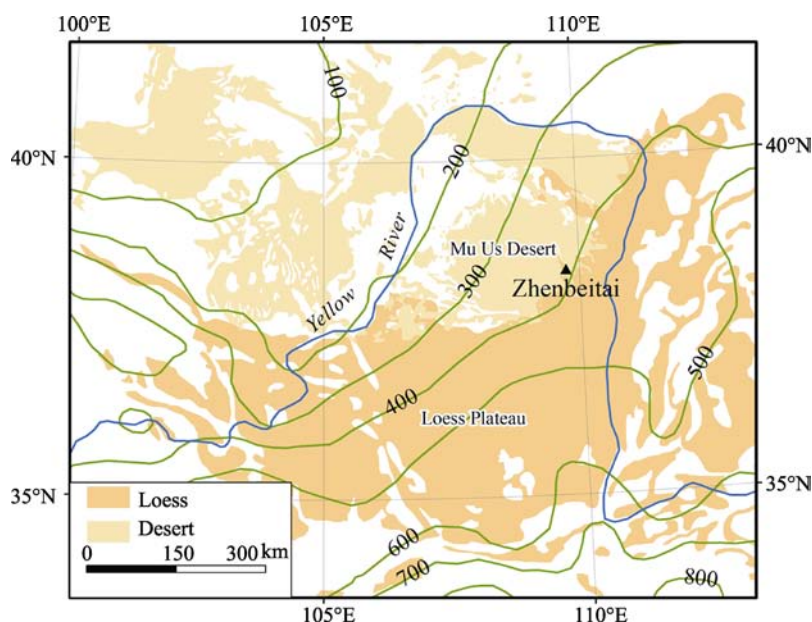 100°E 105°E 110°E
100
40°N 40°N
200
River
Mu Us Desert
300
Zhenbeitai
Yellow
500
400
Loess Plateau
35°N 35°N
Loess
Desert
0 150 300 km
600
700
800
105°E 110°E